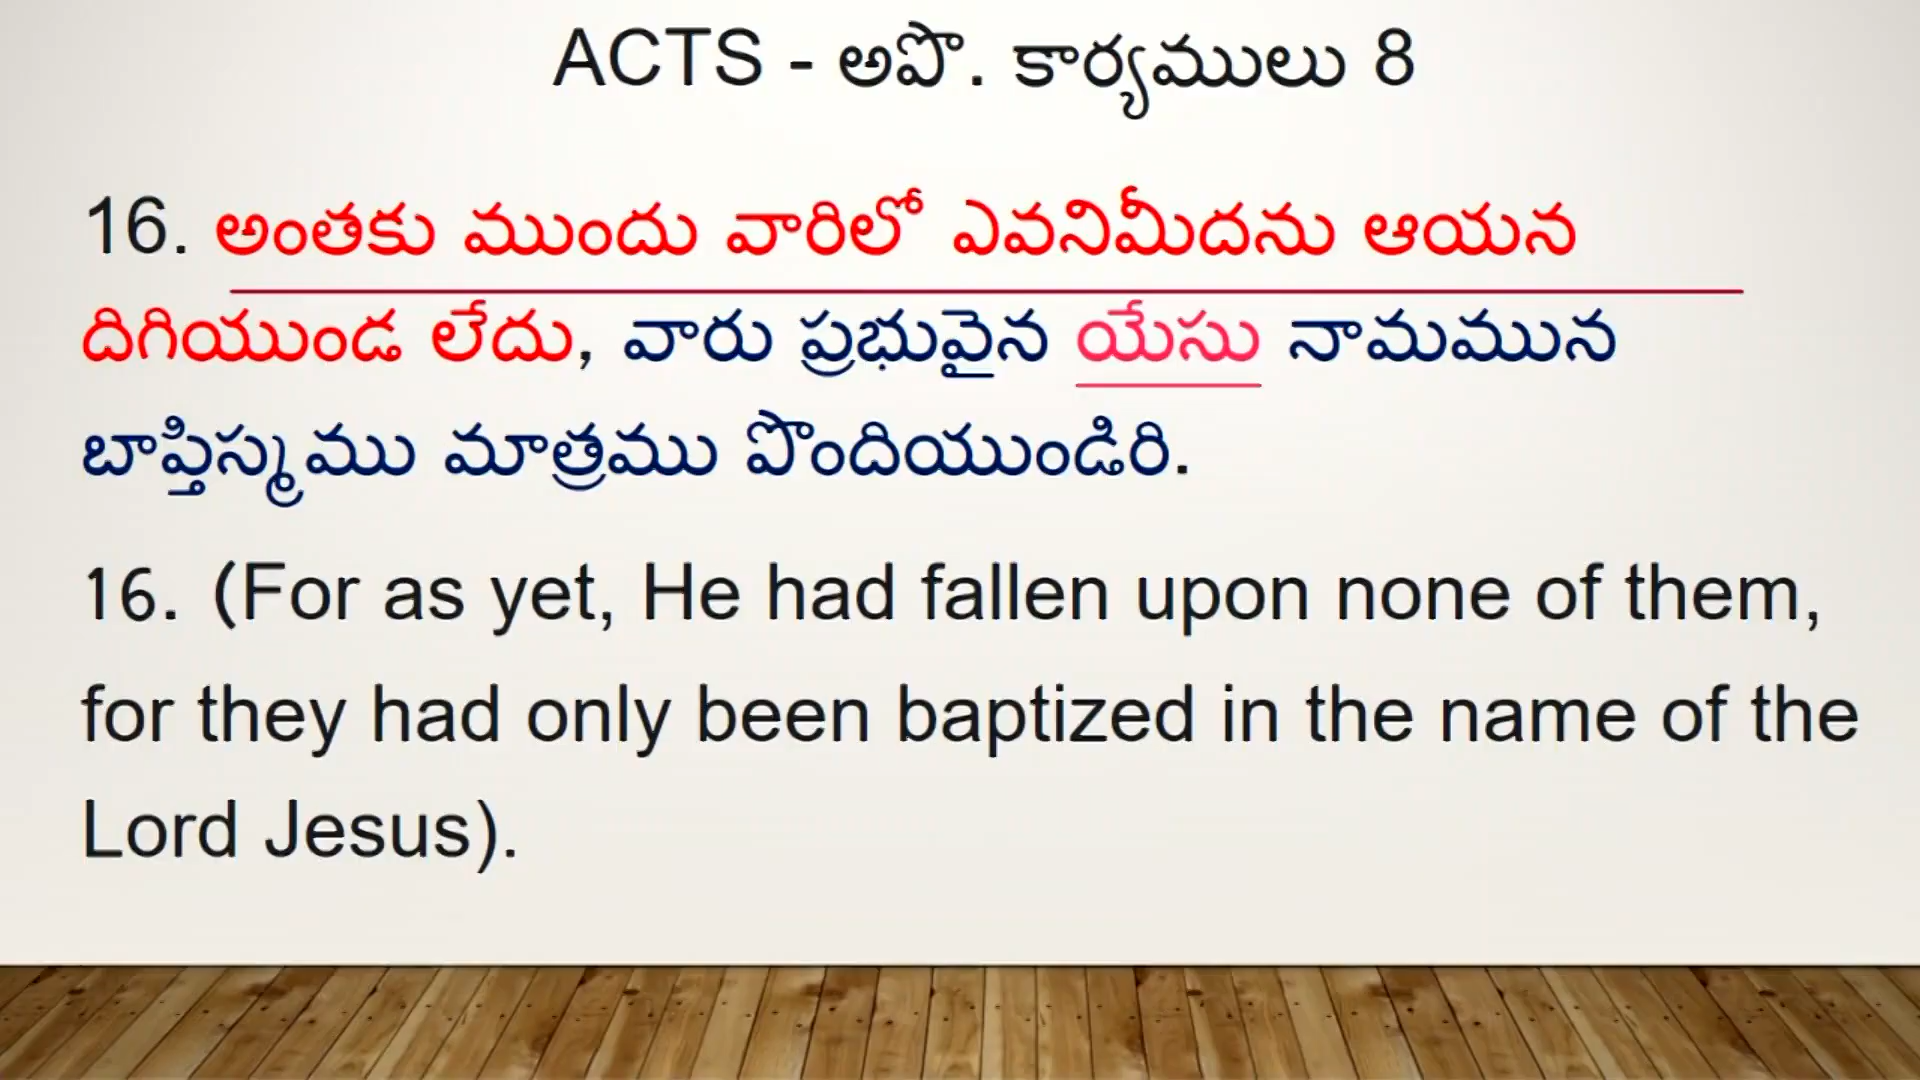 ACTS - అపొ. కార్యములు 8
16. అంతకు ముందు వారిలో ఎవనిమీదను ఆయన
దిగియుండ లేదు, వారు ప్రభువైన యేసు నామమున
బాప్తిస్మము మాత్రము పొందియుండిరి.
16. (For as yet, He had fallen upon none of them,
for they had only been baptized in the name of the
Lord Jesus).